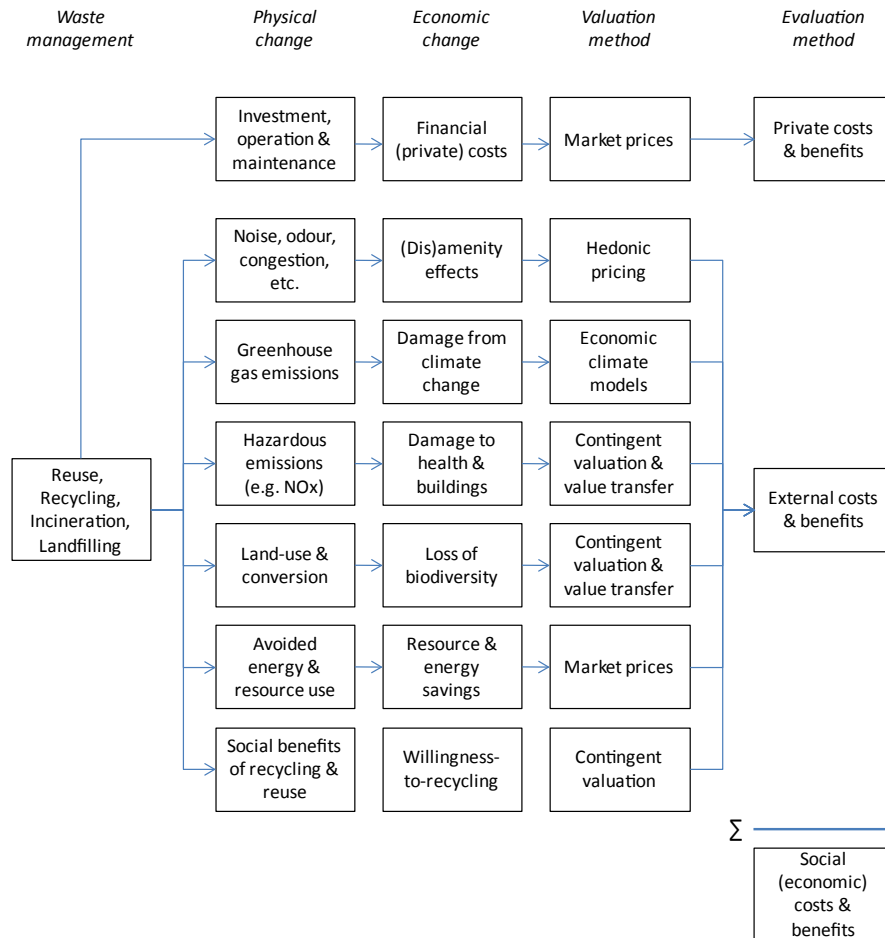 Waste
management
Physical
change
Economic
change
Valuation
method
Evaluation
method
Investment,
operation &
maintenance
Financial
(private) costs
Market prices
Private costs
& benefits
Noise, odour,
congestion,
etc.
(Dis)amenity
effects
Hedonic
pricing
Greenhouse
gas emissions
Damage from
climate
change
Economic
climate
models
Reuse,
Recycling,
Incineration,
Landfilling
Hazardous
emissions
(e.g. NOx)
Damage to
health &
buildings
Contingent
valuation &
value transfer
External costs
& benefits
Land-use &
conversion
Loss of
biodiversity
Contingent
valuation &
value transfer
Avoided
energy &
resource use
Resource &
energy
savings
Market prices
Social benefits
of recycling &
reuse
Willingness-
to-recycling
Contingent
valuation
Σ
Social
(economic)
costs &
benefits